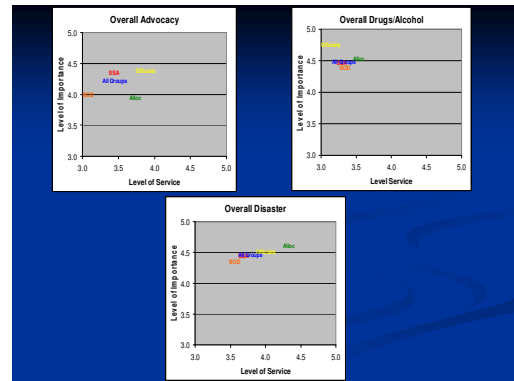 Overall Advocacy
5.0
4.5
4.0
3.5
3.0
Level of Importance
SSA
Officials
All Groups
BOD
Alloc
3.0 3.5 4.0 4.5 5.0
Level of Service
Overall Drugs/Alcohol
5.0
4.5
4.0
3.5
3.0
Level of Importance
Officials
Alloc
All Groups
BOD
3.0 3.5 4.0 4.5 5.0
Level of Service
Overall Disaster
5.0
4.5
4.0
3.5
3.0
Level of Importance
Alloc
Officials
All Groups
BOD
3.0 3.5 4.0 4.5 5.0
Level of Service